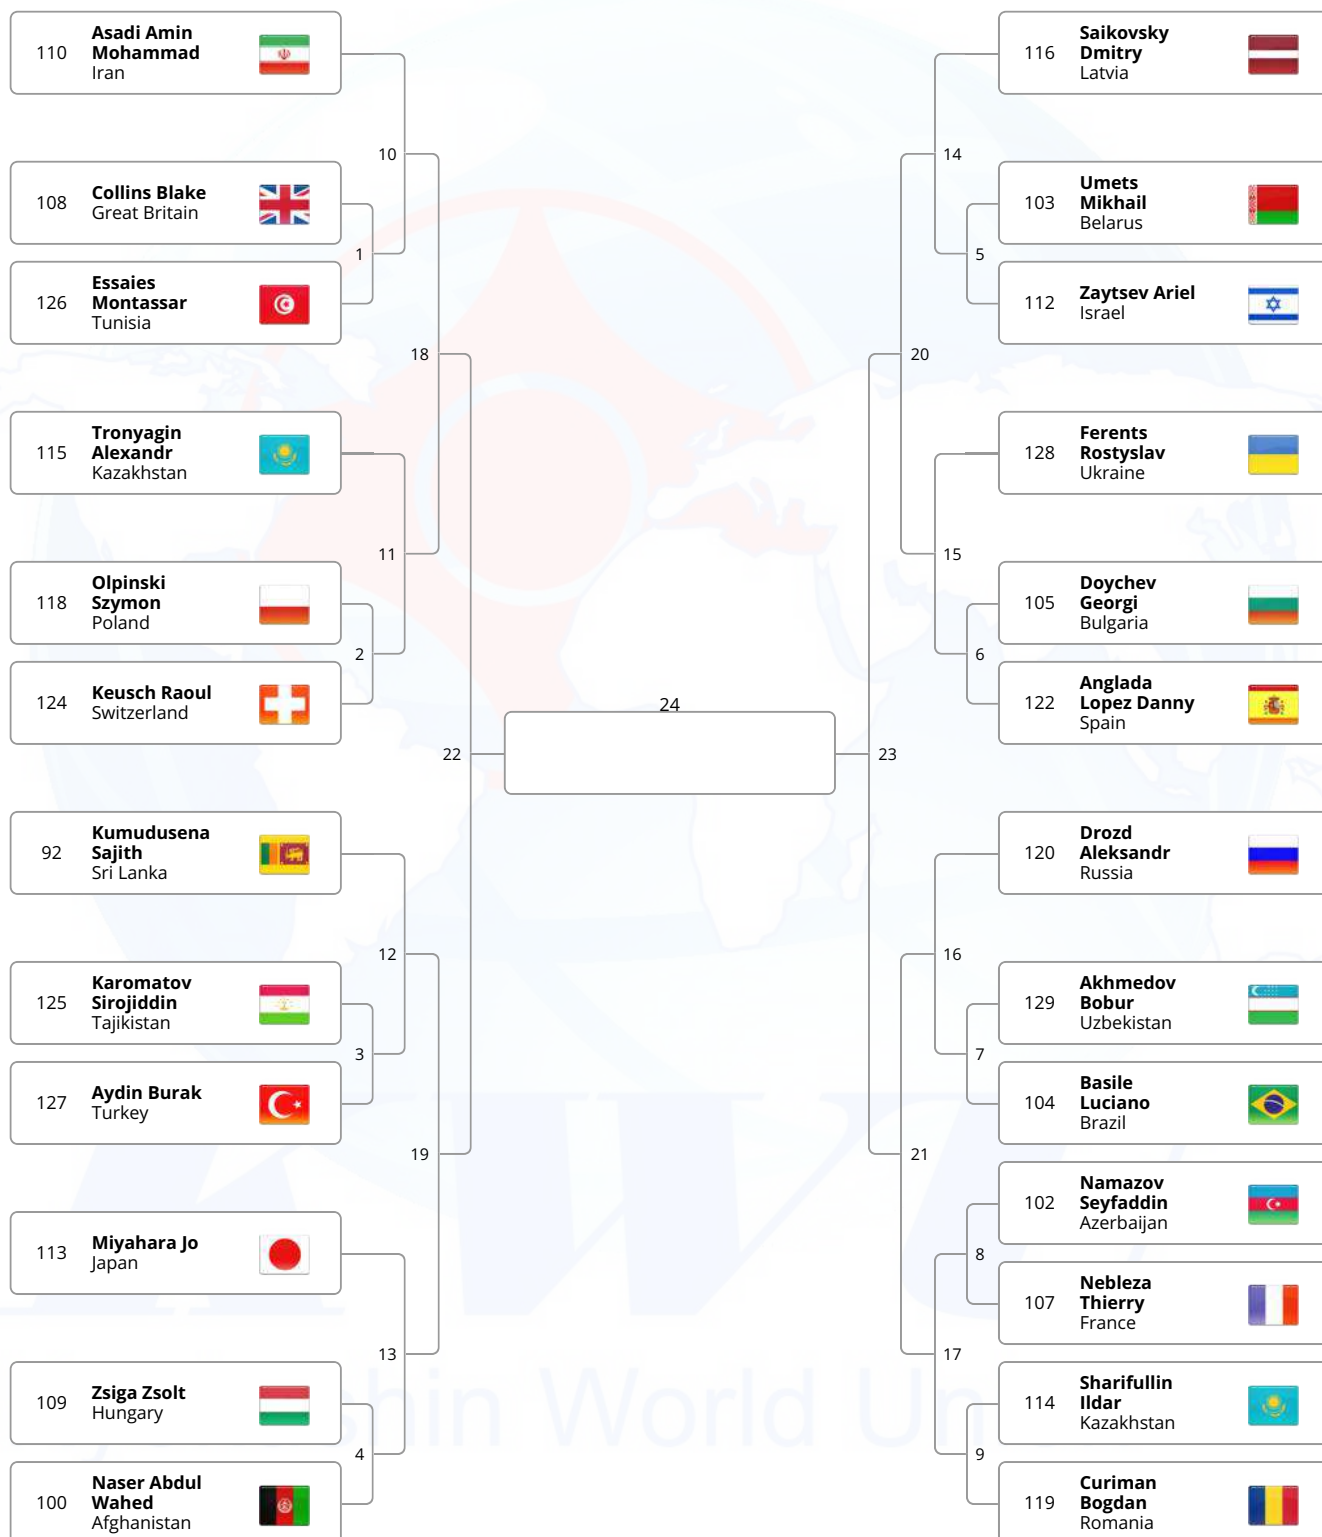 110
Asadi Amin
Mohammad
Iran
108
Collins Blake
Great Britain
126
Essaies
Montassar
Tunisia
115
Tronyagin
Alexandr
Kazakhstan
118
Olpinski
Szymon
Poland
124
Keusch Raoul
Switzerland
92
Kumudusena
Sajith
Sri Lanka
125
Karomatov
Sirojiddin
Tajikistan
127
Aydin Burak
Turkey
113
Miyahara Jo
Japan
109
Zsiga Zsolt
Hungary
100
Naser Abdul
Wahed
Afghanistan
1
2
3
4
10
11
12
13
18
19
22
24
23
20
21
14
15
16
17
5
6
7
8
9
116
Saikovsky
Dmitry
Latvia
103
Umets
Mikhail
Belarus
112
Zaytsev Ariel
Israel
128
Ferents
Rostyslav
Ukraine
105
Doychev
Georgi
Bulgaria
122
Anglada
Lopez Danny
Spain
120
Drozd
Aleksandr
Russia
129
Akhmedov
Bobur
Uzbekistan
104
Basile
Luciano
Brazil
102
Namazov
Seyfaddin
Azerbaijan
107
Nebleza
Thierry
France
114
Sharifullin
Ildar
Kazakhstan
119
Curiman
Bogdan
Romania
KWU
shin World Un